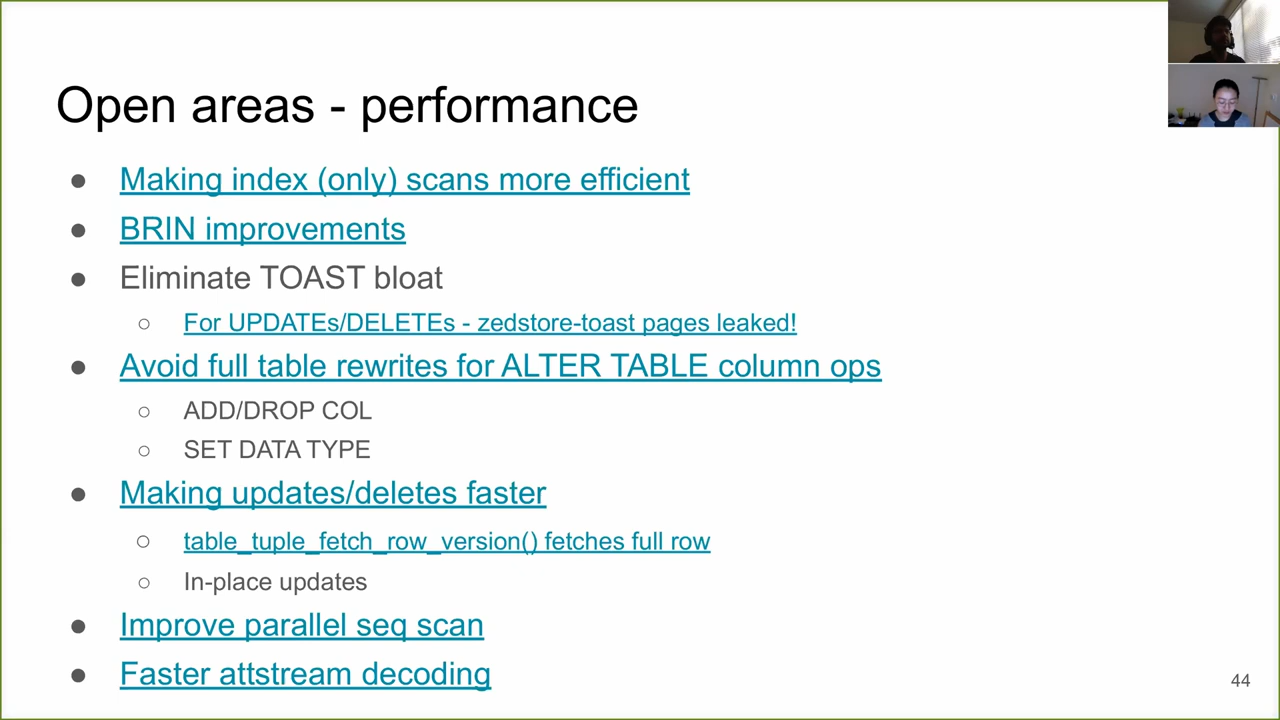 Open areas - performance
● Making index (only) scans more efficient
● BRIN improvements
● Eliminate TOAST bloat
○ For UPDATEs/DELETEs - zedstore-toast pages leaked!
● Avoid full table rewrites for ALTER TABLE column ops
○ ADD/DROP COL
○ SET DATA TYPE
● Making updates/deletes faster
○ table_tuple_fetch_row_version() fetches full row
○ In-place updates
● Improve parallel seq scan
● Faster attstream decoding
44